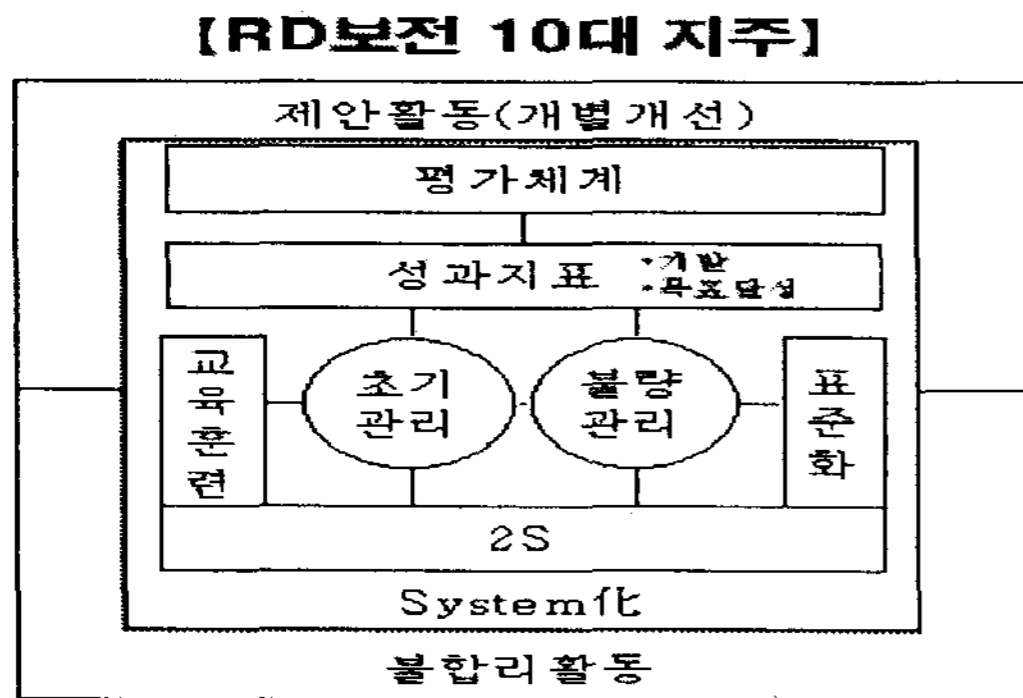 【RD보전 10대 지주】
제안활동(개별개선)
평가체계
성과지표
•개발
•목표달성
교육훈련
초기
관리
불량
관리
표준화
2S
System化
불합리활동